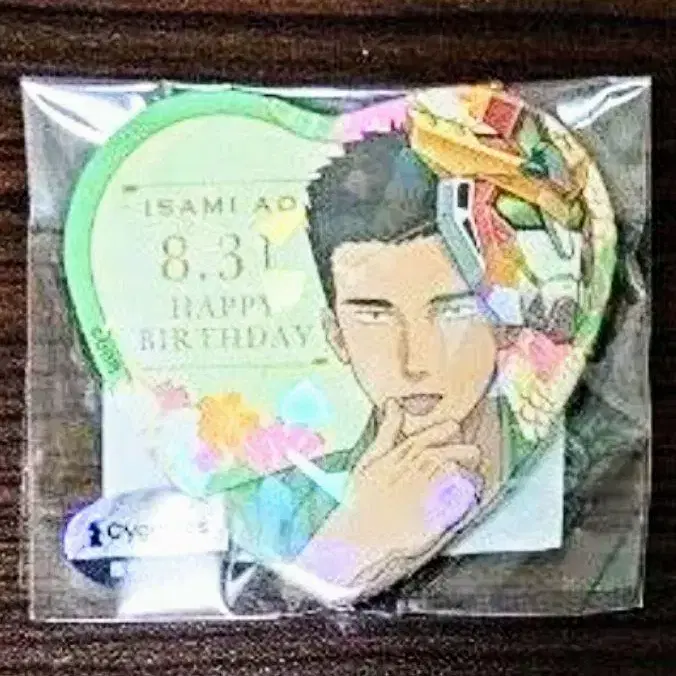 ISAMI AO
8.31
HAPPY
BIRTHDAY